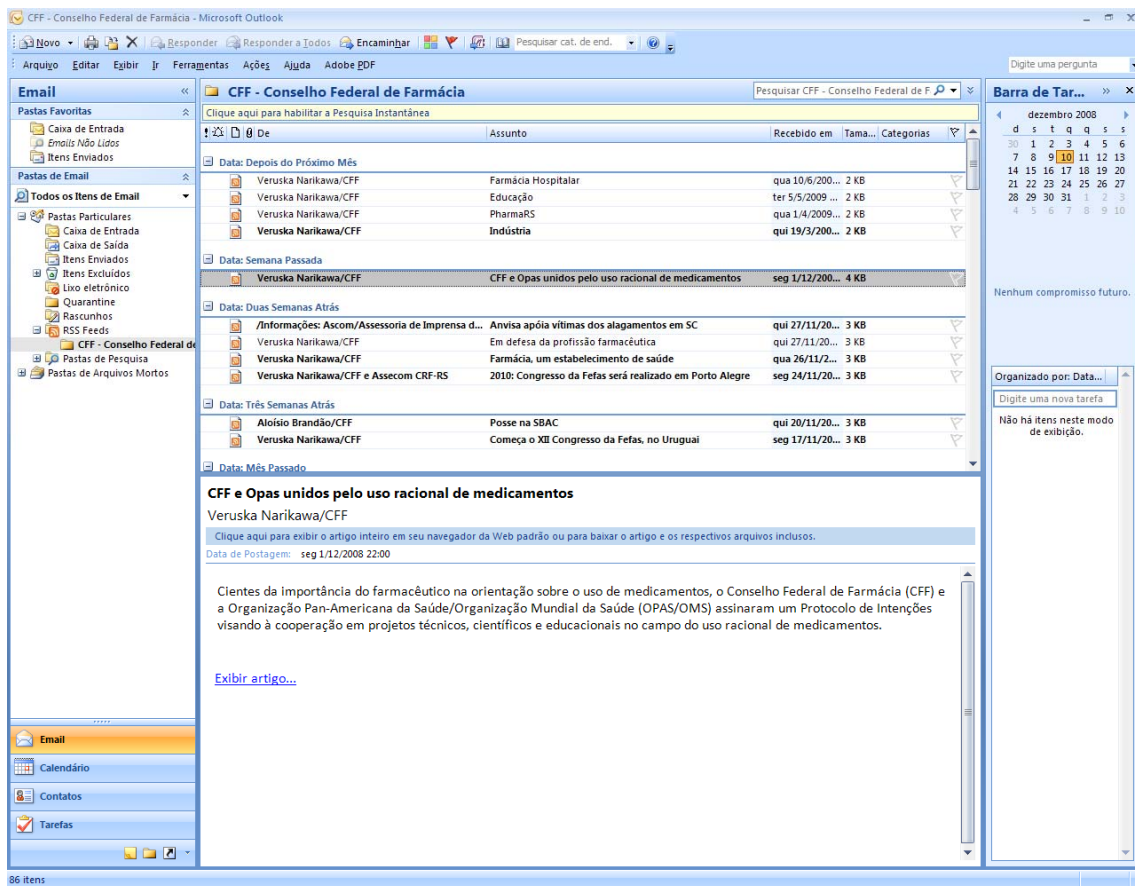 CFF - Conselho Federal de Farmácia - Microsoft Outlook
Novo Responder Responder a Todos Encaminhar Pesquisar cat. de end.
Arquivo Editar Exibir Ir Ferramentas Ações Ajuda Adobe PDF Digite uma pergunta
Email «
Pastas Favoritas
Caixa de Entrada
Emails Não Lidos
Itens Enviados
Pastas de Email
Todos os Itens de Email
Pastas Particulares
Caixa de Entrada
Caixa de Saída
Itens Enviados
Itens Excluídos
Lixo eletrônico
Quarantine
Rascunhos
RSS Feeds
CFF - Conselho Federal de
Pastas de Pesquisa
Pastas de Arquivos Mortos
Email
Calendário
Contatos
Tarefas
CFF - Conselho Federal de Farmácia Pesquisar CFF - Conselho Federal de F
Clique aqui para habilitar a Pesquisa Instantânea
De Assunto Recebido em Tama... Categorias
Data: Depois do Próximo Mês
Veruska Narikawa/CFF Farmácia Hospitalar qua 10/6/200... 2 KB
Veruska Narikawa/CFF Educação ter 5/5/2009 ... 2 KB
Veruska Narikawa/CFF PharmaRS qua 1/4/2009... 2 KB
Veruska Narikawa/CFF Indústria qui 19/3/200... 2 KB
Data: Semana Passada
Veruska Narikawa/CFF CFF e Opas unidos pelo uso racional de medicamentos seg 1/12/200... 4 KB
Data: Duas Semanas Atrás
/Informações: Ascom/Assessoria de Imprensa d... Anvisa apóia vítimas dos alagamentos em SC qui 27/11/20... 3 KB
Veruska Narikawa/CFF Em defesa da profissão farmacêutica qui 27/11/20... 3 KB
Veruska Narikawa/CFF Farmácia, um estabelecimento de saúde qua 26/11/2... 3 KB
Veruska Narikawa/CFF e Assecom CRF-RS 2010: Congresso da Fefas será realizado em Porto Alegre seg 24/11/20... 3 KB
Data: Três Semanas Atrás
Aloísio Brandão/CFF Posse na SBAC qui 20/11/20... 3 KB
Veruska Narikawa/CFF Começa o XII Congresso da Fefas, no Uruguai seg 17/11/20... 3 KB
Data: Mês Passado
CFF e Opas unidos pelo uso racional de medicamentos
Veruska Narikawa/CFF
Clique aqui para exibir o artigo inteiro em seu navegador da Web padrão ou para baixar o artigo e os respectivos arquivos inclusos.
Data de Postagem: seg 1/12/2008 22:00
Cientes da importância do farmacêutico na orientação sobre o uso de medicamentos, o Conselho Federal de Farmácia (CFF) e
a Organização Pan-Americana da Saúde/Organização Mundial da Saúde (OPAS/OMS) assinaram um Protocolo de Intenções
visando à cooperação em projetos técnicos, científicos e educacionais no campo do uso racional de medicamentos.
Exibir artigo...
Barra de Tar... » ×
dezembro 2008
d s t q q s s
30 1 2 3 4 5 6
7 8 9 10 11 12 13
14 15 16 17 18 19 20
21 22 23 24 25 26 27
28 29 30 31 1 2 3
4 5 6 7 8 9 10
Nenhum compromisso futuro.
Organizado por: Data...
Digite uma nova tarefa
Não há itens neste modo
de exibição.
86 itens